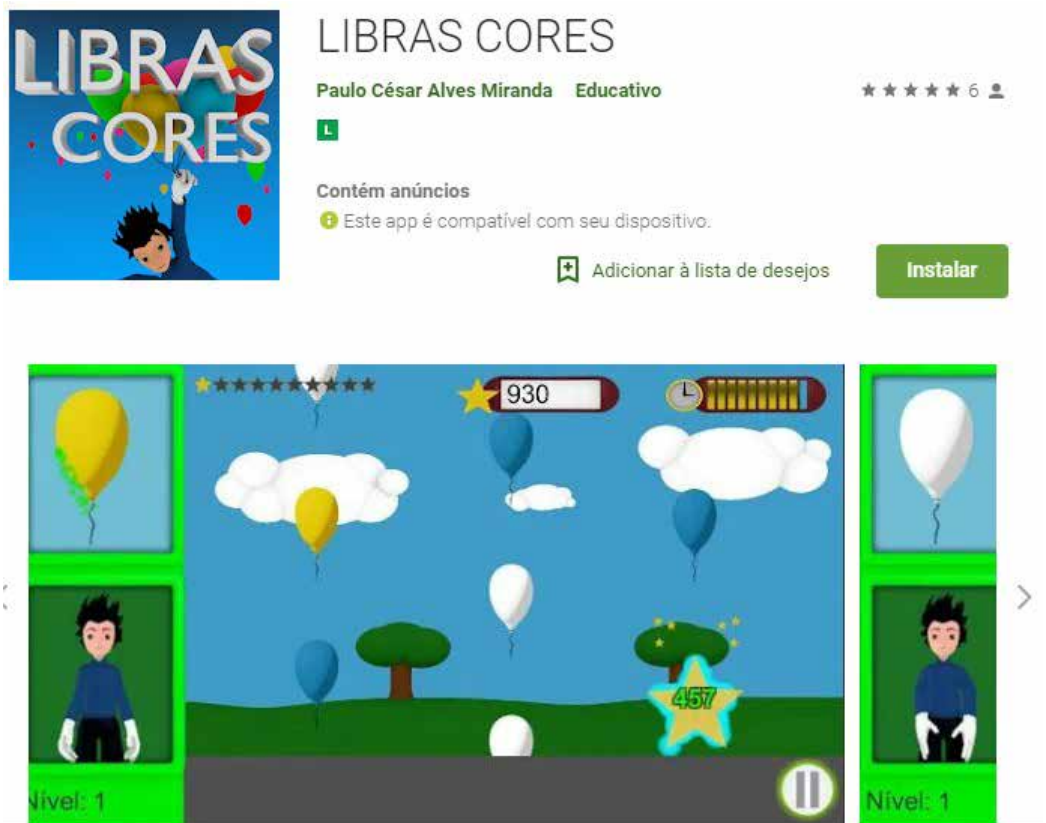 LIBRAS
CORES
LIBRAS CORES
Paulo César Alves Miranda Educativo
6
L
Contém anúncios
Este app é compatível com seu dispositivo.
Adicionar à lista de desejos
Instalar
930
457
Nível: 1
Nível: 1